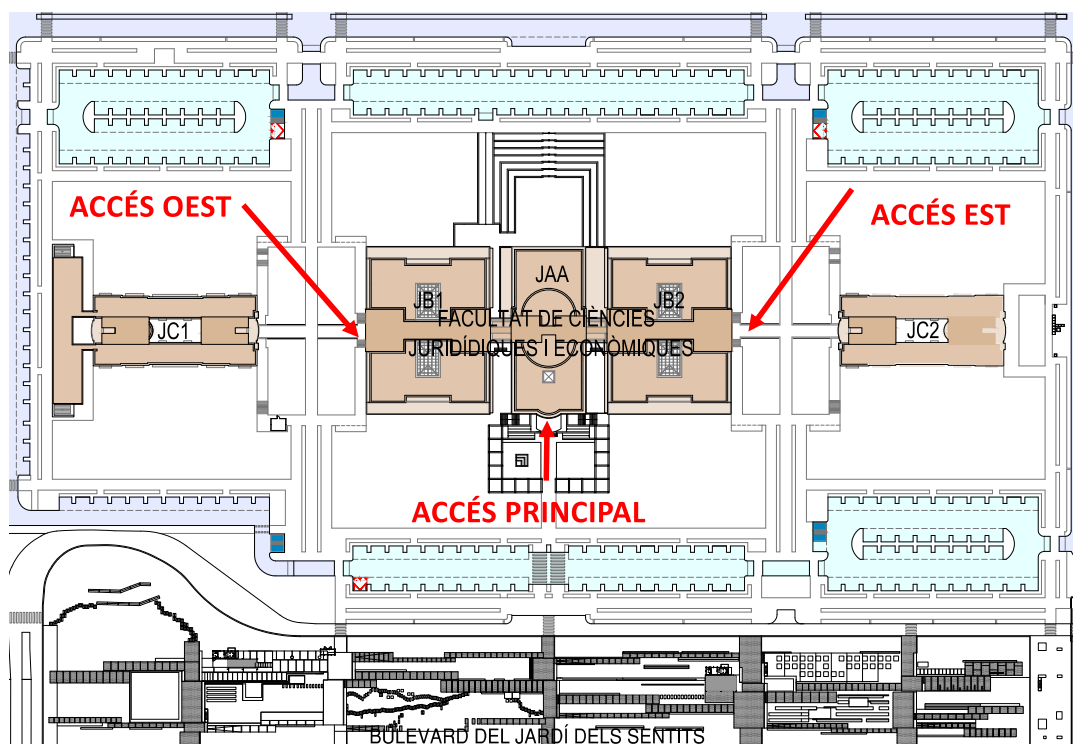 ACCÉS OEST
ACCÉS EST
JAA
JB1
JB2
FACULTAT DE CIÈNCIES
JURIDÍDIQUES I ECONÒMIQUES
JC1
JC2
ACCÉS PRINCIPAL
BULEVARD DEL JARDÍ DELS SENTITS